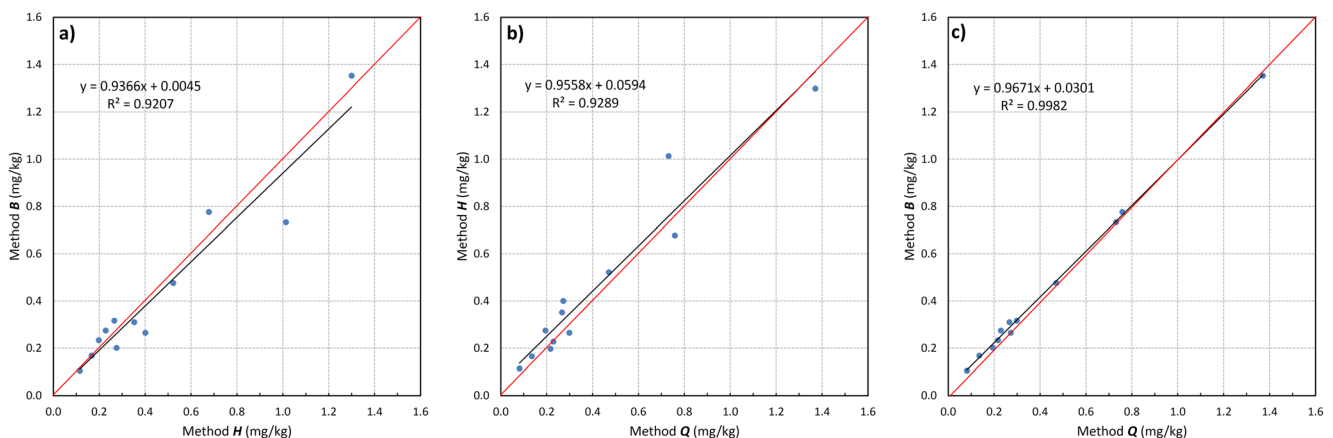 a)
y = 0.9366x + 0.0045
R² = 0.9207
Method B (mg/kg)
1.6
1.4
1.2
1.0
0.8
0.6
0.4
0.2
0.0
0.0 0.2 0.4 0.6 0.8 1.0 1.2 1.4 1.6
Method H (mg/kg)
b)
y = 0.9558x + 0.0594
R² = 0.9289
Method H (mg/kg)
1.6
1.4
1.2
1.0
0.8
0.6
0.4
0.2
0.0
0.0 0.2 0.4 0.6 0.8 1.0 1.2 1.4 1.6
Method Q (mg/kg)
c)
y = 0.9671x + 0.0301
R² = 0.9982
Method B (mg/kg)
1.6
1.4
1.2
1.0
0.8
0.6
0.4
0.2
0.0
0.0 0.2 0.4 0.6 0.8 1.0 1.2 1.4 1.6
Method Q (mg/kg)